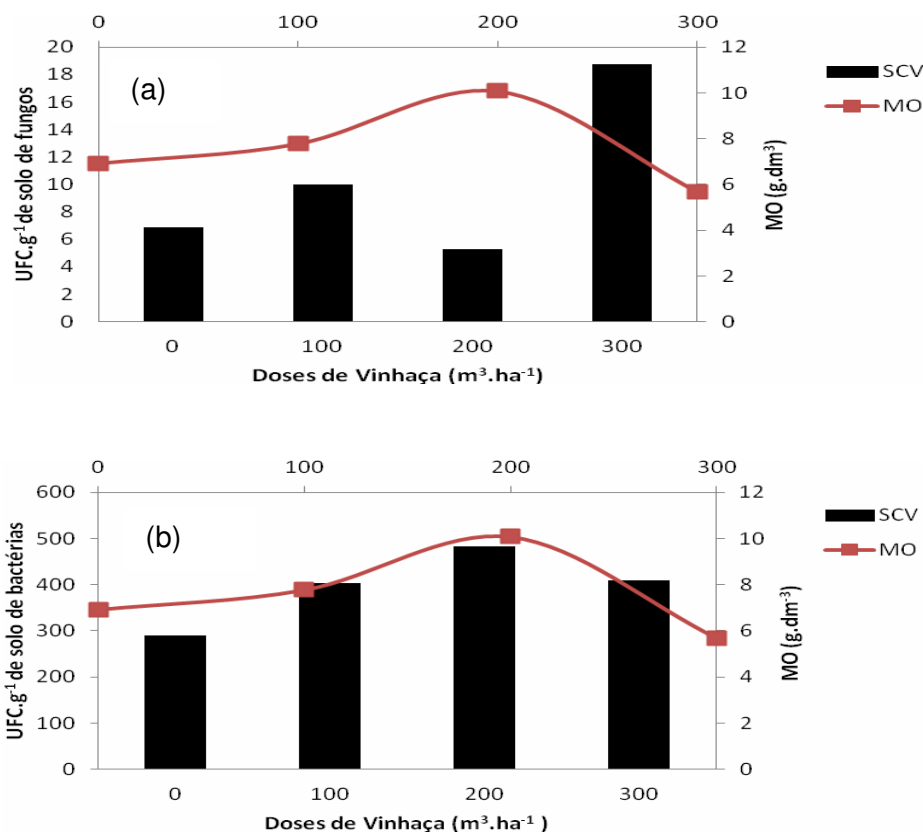 0 100 200 300
20 12
18
16 10
14
12 8
10 6
8
6 4
4 2
2
0 0
(a)
UFC.g⁻¹ de solo de fungos
MO (g.dm³)
SCV
MO
0 100 200 300
Doses de Vinhaça (m³.ha⁻¹)
0 100 200 300
600 12
500 10
400 8
300 6
200 4
100 2
0 0
(b)
UFC.g⁻¹ de solo de bactérias
MO (g.dm⁻³)
SCV
MO
0 100 200 300
Doses de Vinhaça (m³.ha⁻¹ )